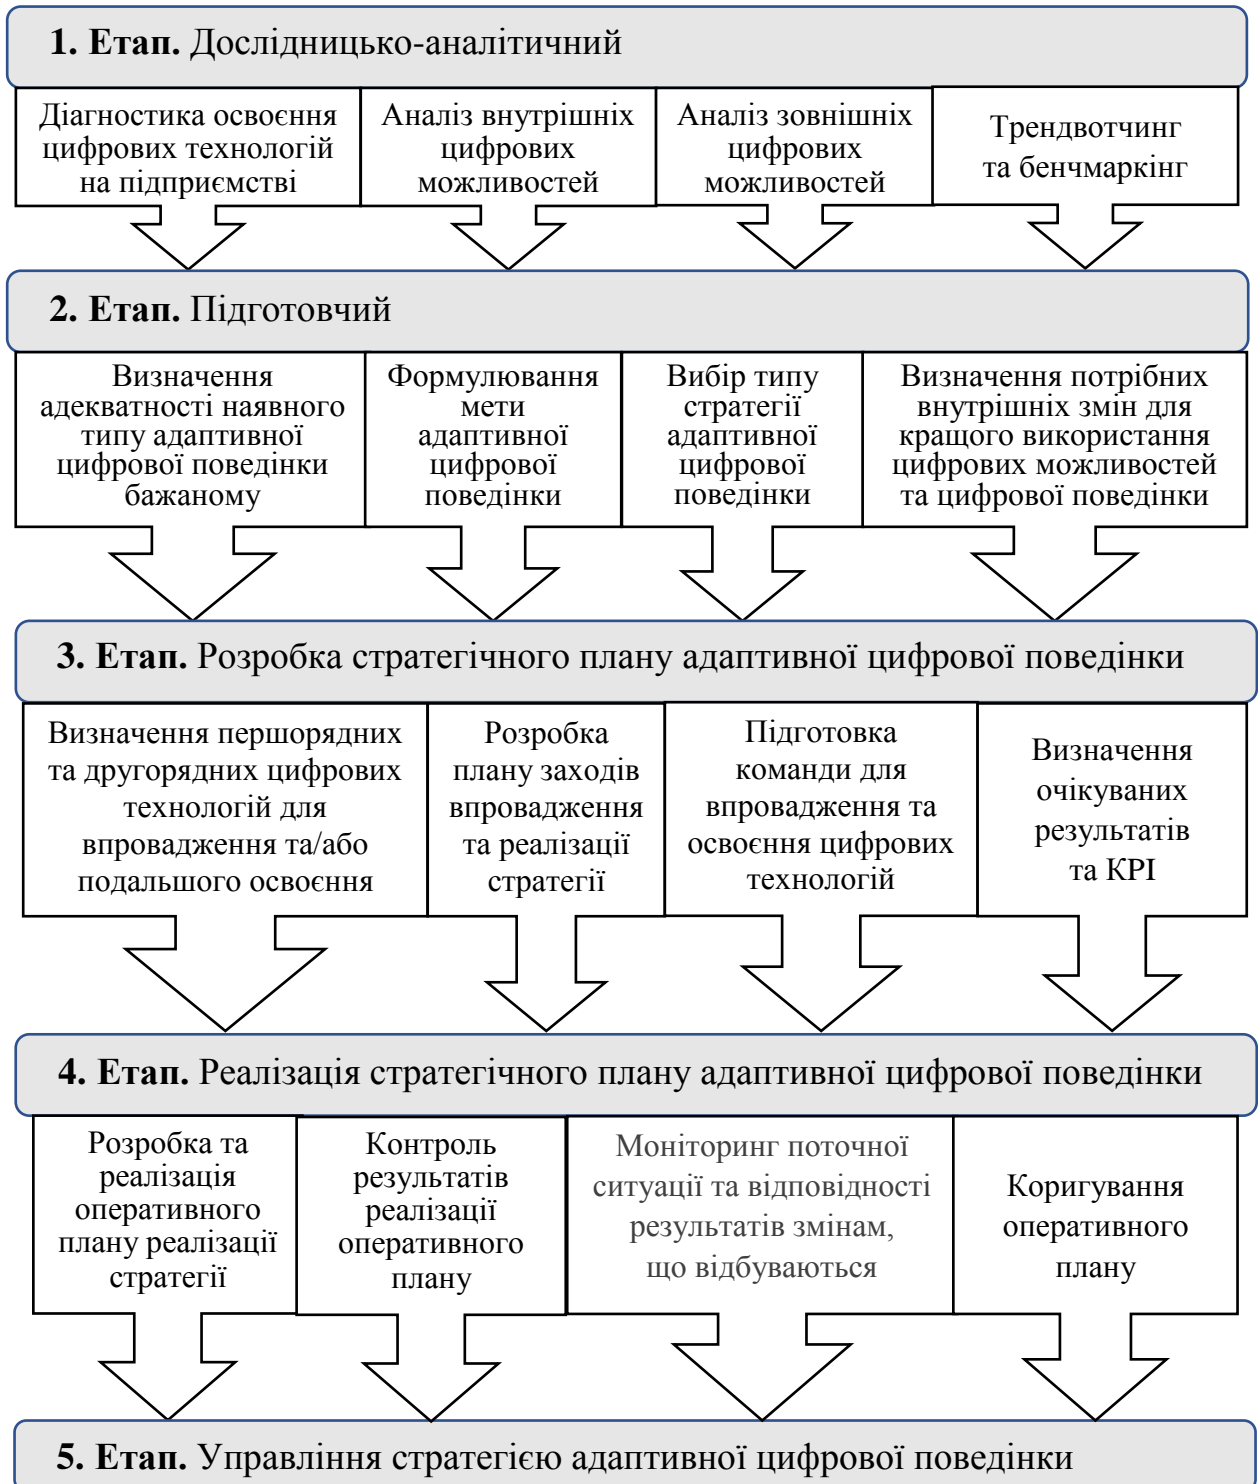 1. Етап. Дослідницько-аналітичний
Діагностика освоєння
цифрових технологій
на підприємстві
Аналіз внутрішніх
цифрових
можливостей
Аналіз зовнішніх
цифрових
можливостей
Трендвотчинг
та бенчмаркінг
2. Етап. Підготовчий
Визначення
адекватності наявного
типу адаптивної
цифрової поведінки
бажаному
Формулювання
мети
адаптивної
цифрової
поведінки
Вибір типу
стратегії
адаптивної
цифрової
поведінки
Визначення потрібних
внутрішніх змін для
кращого використання
цифрових можливостей
та цифрової поведінки
3. Етап. Розробка стратегічного плану адаптивної цифрової поведінки
Визначення першорядних
та другорядних цифрових
технологій для
впровадження та/або
подальшого освоєння
Розробка
плану заходів
впровадження
та реалізації
стратегії
Підготовка
команди для
впровадження та
освоєння цифрових
технологій
Визначення
очікуваних
результатів
та КРІ
4. Етап. Реалізація стратегічного плану адаптивної цифрової поведінки
Розробка та
реалізація
оперативного
плану реалізації
стратегії
Контроль
результатів
реалізації
оперативного
плану
Моніторинг поточної
ситуації та відповідності
результатів змінам,
що відбуваються
Коригування
оперативного
плану
5. Етап. Управління стратегією адаптивної цифрової поведінки